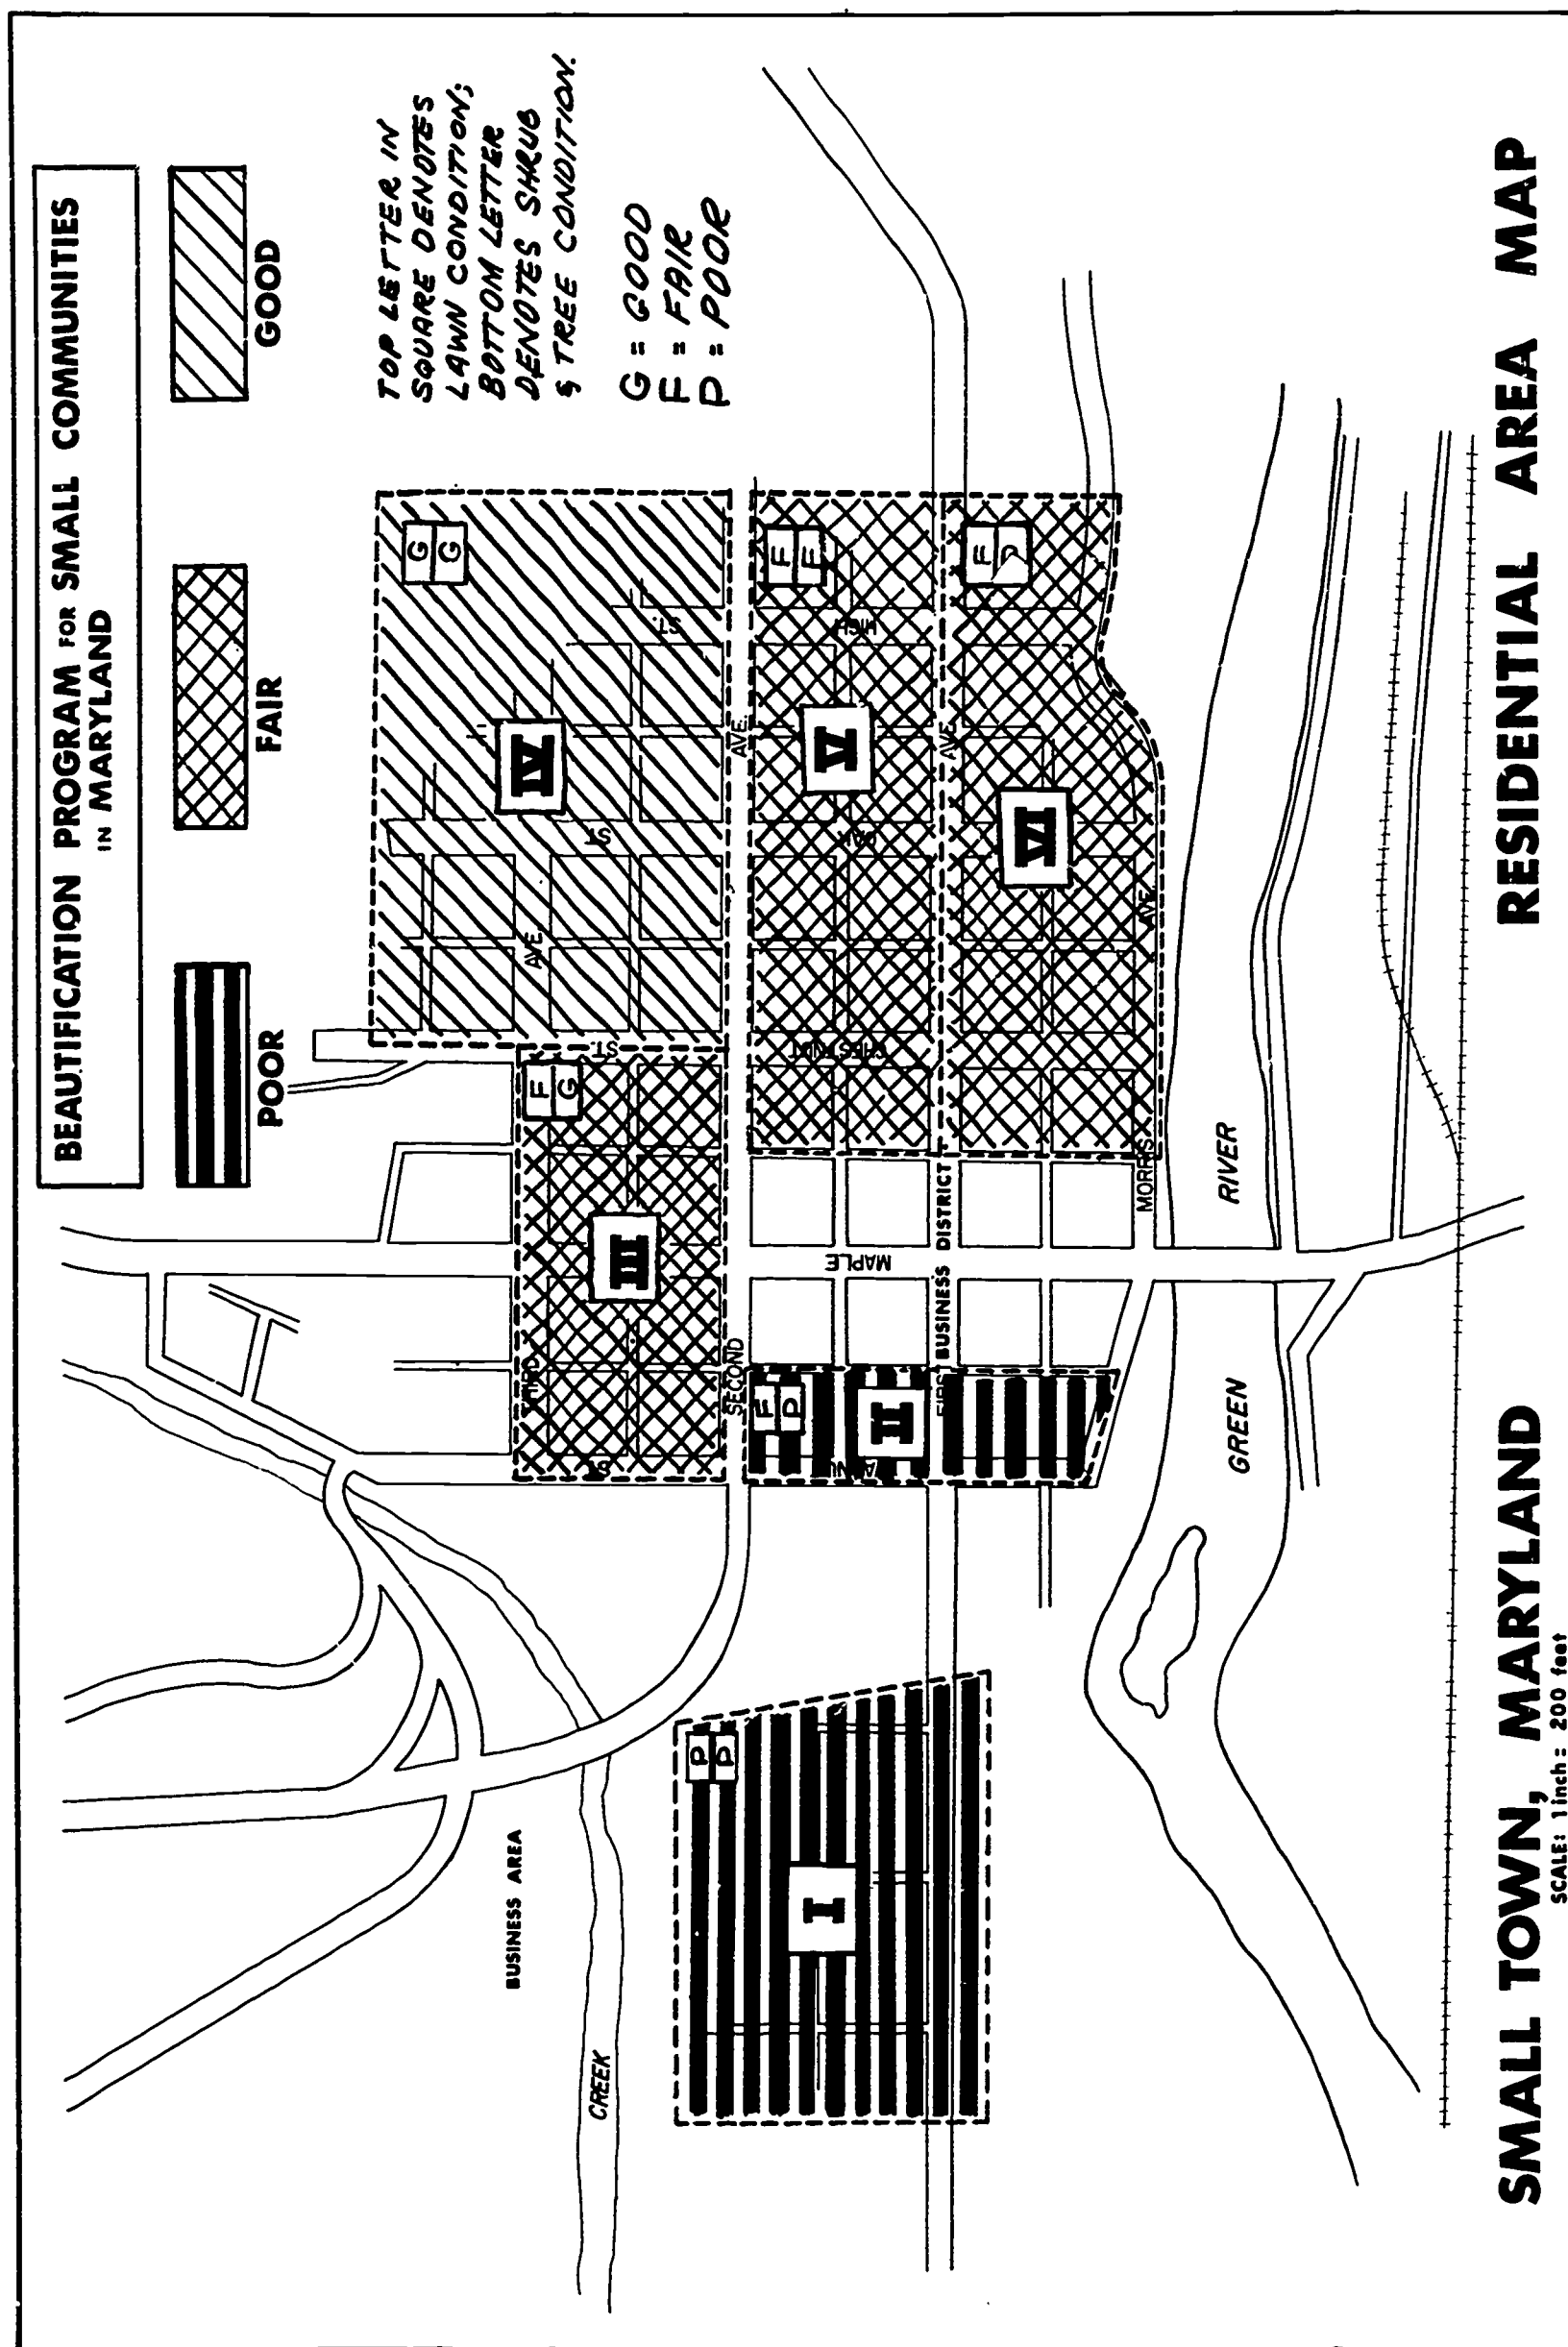 BEAUTIFICATION PROGRAM FOR SMALL COMMUNITIES
IN MARYLAND
POOR
FAIR
GOOD
TOP LETTER IN
SQUARE DENOTES
LAWN CONDITION;
BOTTOM LETTER
DENOTES SHRUB
& TREE CONDITION.
G = GOOD
F = FAIR
P = POOR
G
G
IV
ST.
ST
AVE.
ST.
F
G
III
THIRD
ST
SECOND
AVE.
F
F
HIGH
V
OAK
CHESTNUT
AVE.
F
P
VI
AVE.
MORRIS
BUSINESS DISTRICT
MAPLE
F
P
II
P
P
I
BUSINESS AREA
CREEK
GREEN
RIVER
SMALL TOWN, MARYLAND
SCALE: 1 inch = 200 feet
RESIDENTIAL AREA MAP